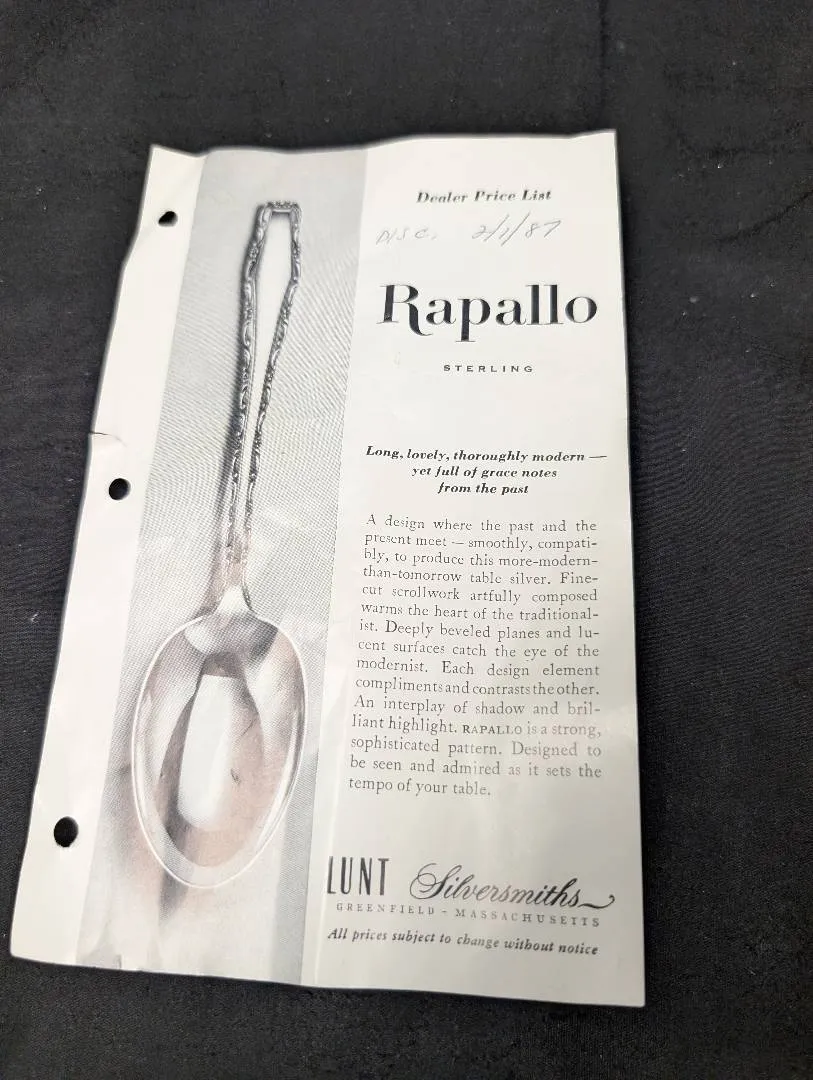 Dealer Price List
DISC. 2/1/87
Rapallo
STERLING
Long, lovely, thoroughly modern —
yet full of grace notes
from the past
A design where the past and the
present meet — smoothly, compati-
bly, to produce this more-modern-
than-tomorrow table silver. Fine-
cut scrollwork artfully composed
warms the heart of the traditional-
ist. Deeply beveled planes and lu-
cent surfaces catch the eye of the
modernist. Each design element
compliments and contrasts the other.
An interplay of shadow and bril-
liant highlight. RAPALLO is a strong,
sophisticated pattern. Designed to
be seen and admired as it sets the
tempo of your table.
LUNT Silversmiths
GREENFIELD - MASSACHUSETTS
All prices subject to change without notice